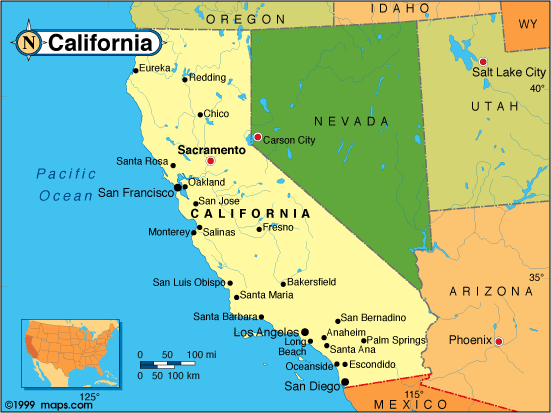 N California
OREGON
IDAHO
WY
Salt Lake City
40°
UTAH
NEVADA
Eureka
Redding
Chico
Carson City
Sacramento
Santa Rosa
Pacific
Ocean
Oakland
San Francisco
San Jose
CALIFORNIA
Monterey
Salinas
Fresno
35°
San Luis Obispo
Bakersfield
Santa Maria
ARIZONA
Santa Barbara
San Bernadino
Los Angeles
Anaheim
Long
Beach
Palm Springs
Santa Ana
Phoenix
Oceanside
Escondido
San Diego
0 50 100 mi
0 50 100 km
125°
115°
MEXICO
©1999 maps.com